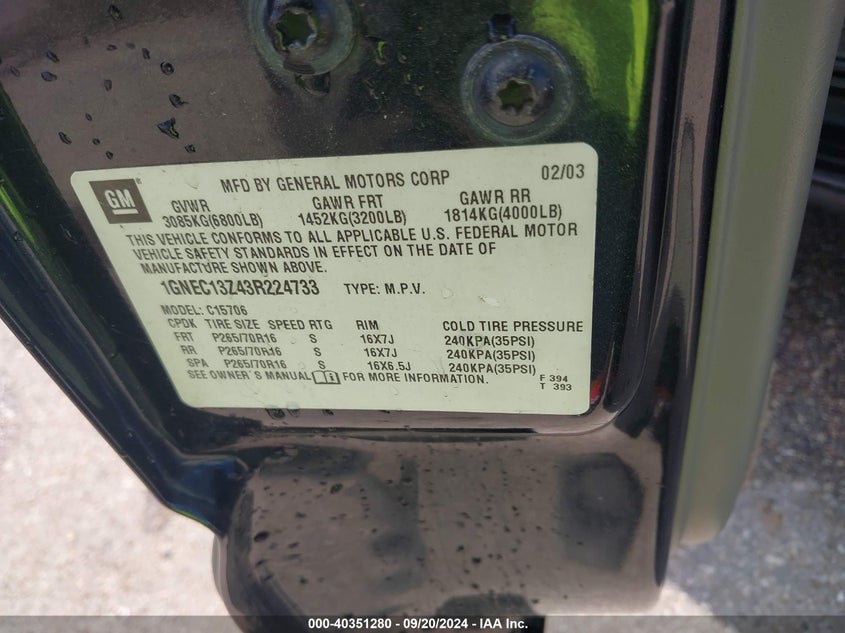 GM
MFD BY GENERAL MOTORS CORP 02/03
GVWR GAWR FRT GAWR RR
3085KG(6800LB) 1452KG(3200LB) 1814KG(4000LB)
THIS VEHICLE CONFORMS TO ALL APPLICABLE U.S. FEDERAL MOTOR
VEHICLE SAFETY STANDARDS IN EFFECT ON THE DATE OF
MANUFACTURE SHOWN ABOVE.
1GNEC13Z43R224733 TYPE: M.P.V.
MODEL: C15706
CPDK TIRE SIZE SPEED RTG RIM COLD TIRE PRESSURE
FRT P265/70R16 S 16X7J 240KPA(35PSI)
RR P265/70R16 S 16X7J 240KPA(35PSI)
SPA P265/70R16 S 16X6.5J 240KPA(35PSI)
SEE OWNER'S MANUAL FOR MORE INFORMATION.
F 394
T 393
000-40351280 - 09/20/2024 - IAA Inc.